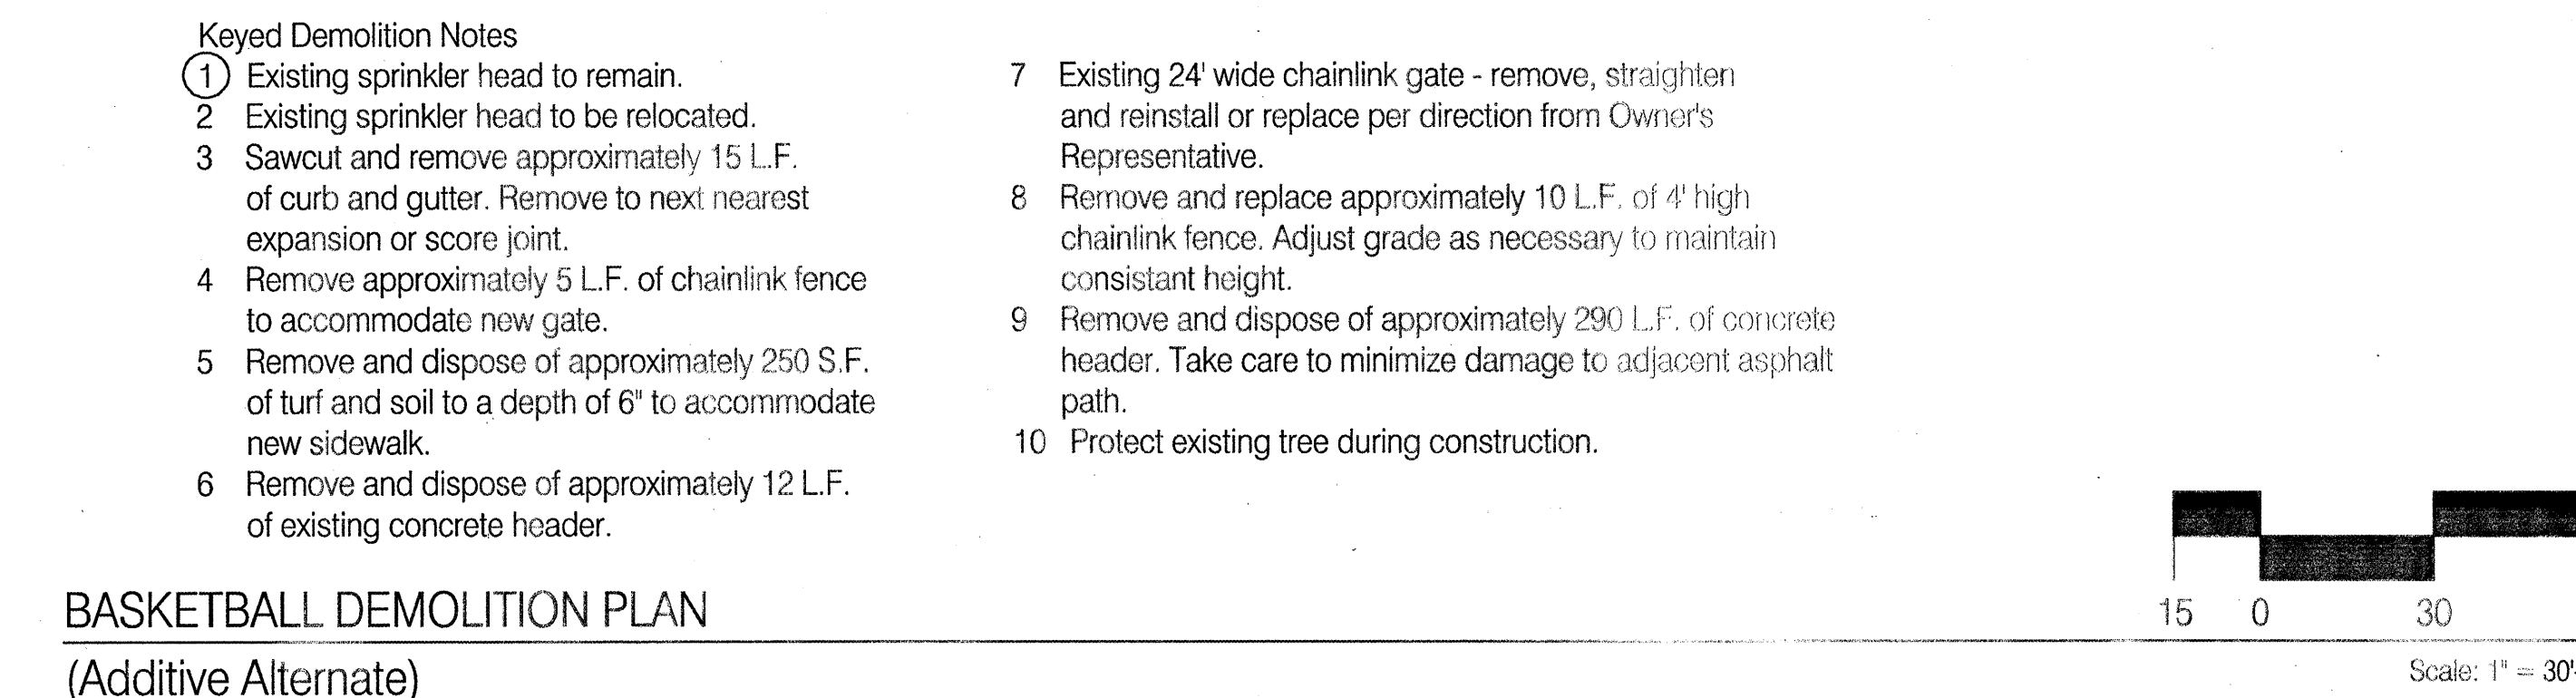 Keyed Demolition Notes
1 Existing sprinkler head to remain.
2 Existing sprinkler head to be relocated.
3 Sawcut and remove approximately 15 L.F.
of curb and gutter. Remove to next nearest
expansion or score joint.
4 Remove approximately 5 L.F. of chainlink fence
to accommodate new gate.
5 Remove and dispose of approximately 250 S.F.
of turf and soil to a depth of 6" to accommodate
new sidewalk.
6 Remove and dispose of approximately 12 L.F.
of existing concrete header.
7 Existing 24' wide chainlink gate - remove, straighten
and reinstall or replace per direction from Owner's
Representative.
8 Remove and replace approximately 10 L.F. of 4' high
chainlink fence. Adjust grade as necessary to maintain
consistant height.
9 Remove and dispose of approximately 290 L.F. of concrete
header. Take care to minimize damage to adjacent asphalt
path.
10 Protect existing tree during construction.
BASKETBALL DEMOLITION PLAN
(Additive Alternate)
15 0 30
Scale: 1" = 30'